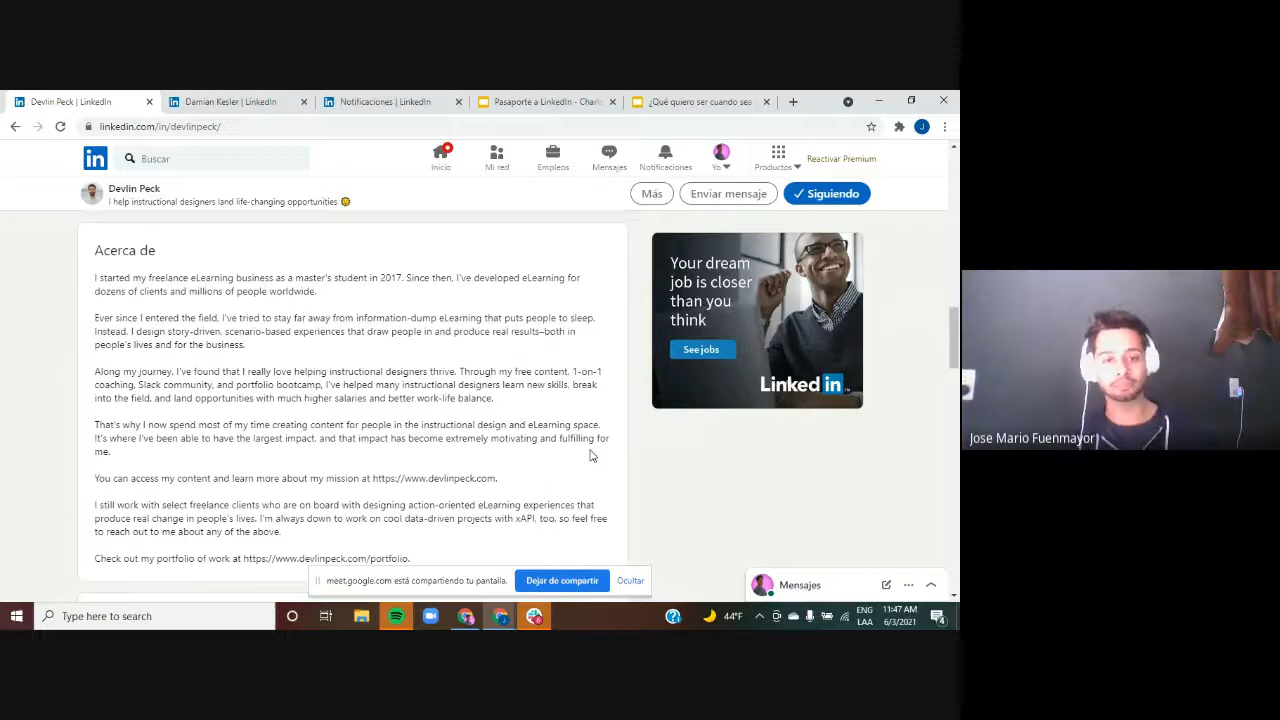 Devlin Peck | LinkedIn
Damian Kesler | LinkedIn
Notificaciones | LinkedIn
Pasaporte a LinkedIn - Charla
¿Qué quiero ser cuando sea
linkedin.com/in/devlinpeck/
in
Buscar
Inicio
Mi red
Empleos
Mensajes
Notificaciones
Yo
Productos
Reactivar Premium
Devlin Peck
I help instructional designers land life-changing opportunities
Más
Enviar mensaje
Siguiendo
Acerca de
I started my freelance eLearning business as a master's student in 2017. Since then, I've developed eLearning for
dozens of clients and millions of people worldwide.
Ever since I entered the field, I've tried to stay far away from information-dump eLearning that puts people to sleep.
Instead, I design story-driven, scenario-based experiences that draw people in and produce real results–both in
people's lives and for the business.
Along my journey, I've found that I really love helping instructional designers thrive. Through my free content, 1-on-1
coaching, Slack community, and portfolio bootcamp, I've helped many instructional designers learn new skills, break
into the field, and land opportunities with much higher salaries and better work-life balance.
That's why I now spend most of my time creating content for people in the instructional design and eLearning space.
It's where I've been able to have the largest impact, and that impact has become extremely motivating and fulfilling for
me.
You can access my content and learn more about my mission at https://www.devlinpeck.com.
I still work with select freelance clients who are on board with designing action-oriented eLearning experiences that
produce real change in people's lives. I'm always down to work on cool data-driven projects with xAPI, too, so feel free
to reach out to me about any of the above.
Check out my portfolio of work at https://www.devlinpeck.com/portfolio.
Your dream
job is closer
than you
think
See jobs
LinkedIn
Jose Mario Fuenmayor
meet.google.com está compartiendo tu pantalla.
Dejar de compartir
Ocultar
Mensajes
Type here to search
44°F
ENG
LAA
11:47 AM
6/3/2021
4